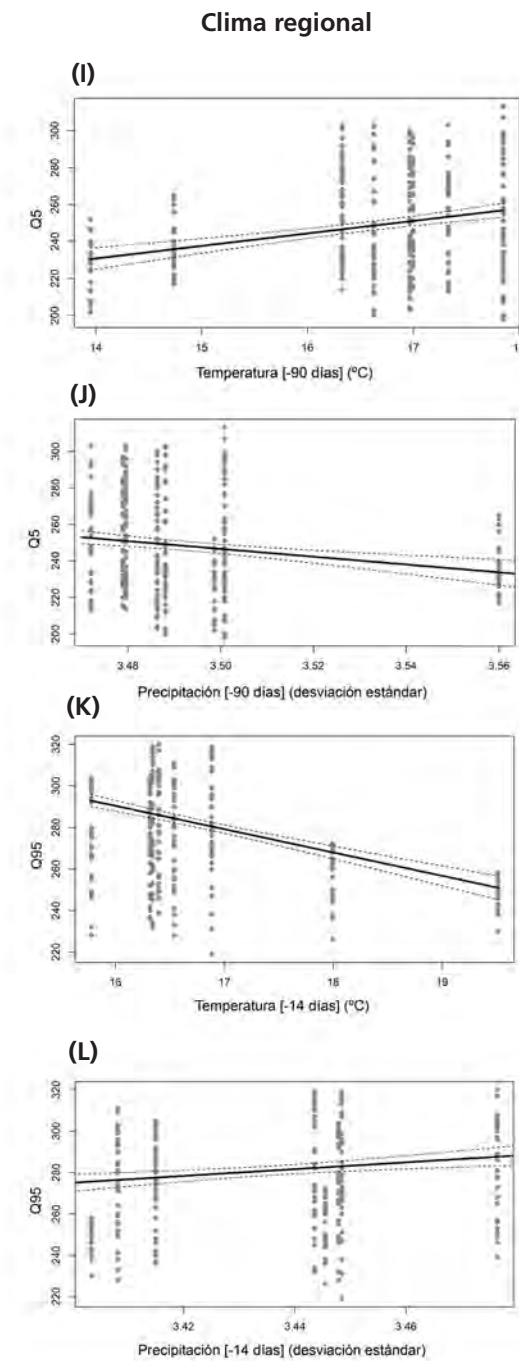 Clima regional
(I)
Q5
200 220 240 260 280
14 15 16 17 1
Temperatura [-90 días] (ºC)
(J)
Q5
200 220 240 260 280 300
3.48 3.50 3.52 3.54 3.56
Precipitación [-90 días] (desviación estándar)
(K)
Q95
220 240 260 280 300 320
16 17 18 19
Temperatura [-14 días] (ºC)
(L)
Q95
220 240 260 280 300 320
3.42 3.44 3.46
Precipitación [-14 días] (desviación estándar)